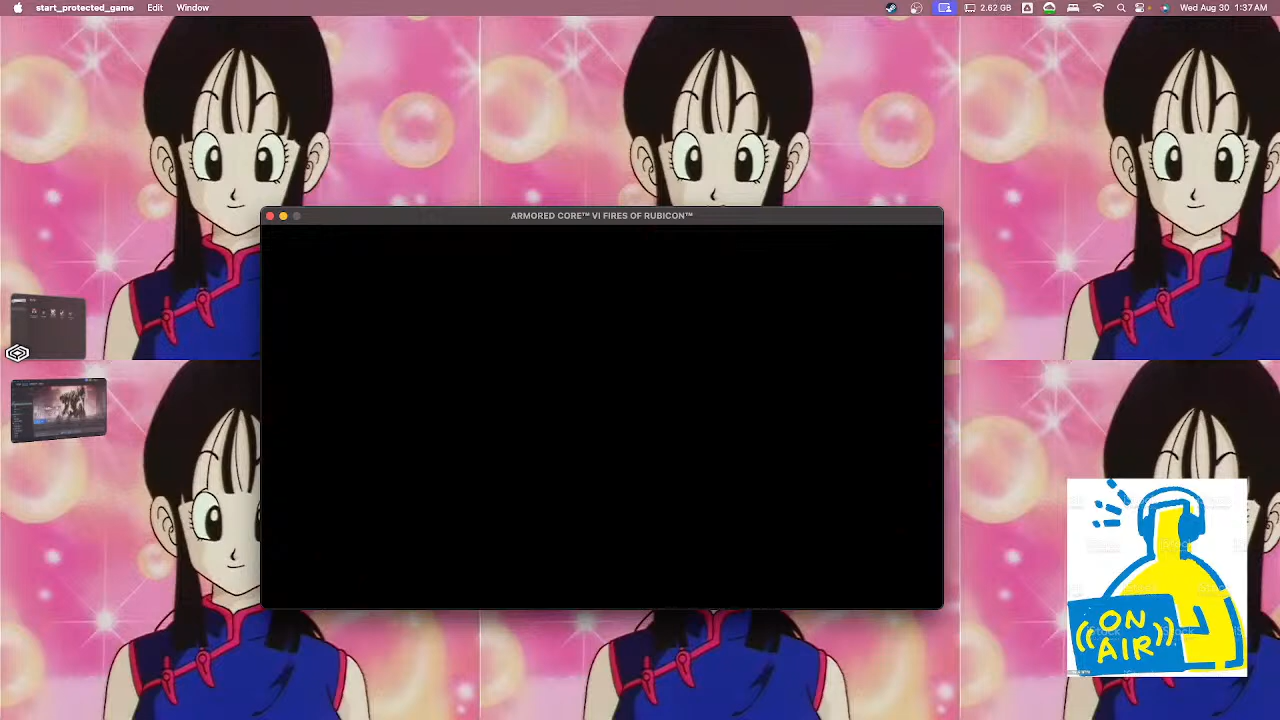 start_protected_game Edit Window 2.62 GB Wed Aug 30 1:37 AM
ARMORED CORE™ VI FIRES OF RUBICON™
iStock
ON
AIR